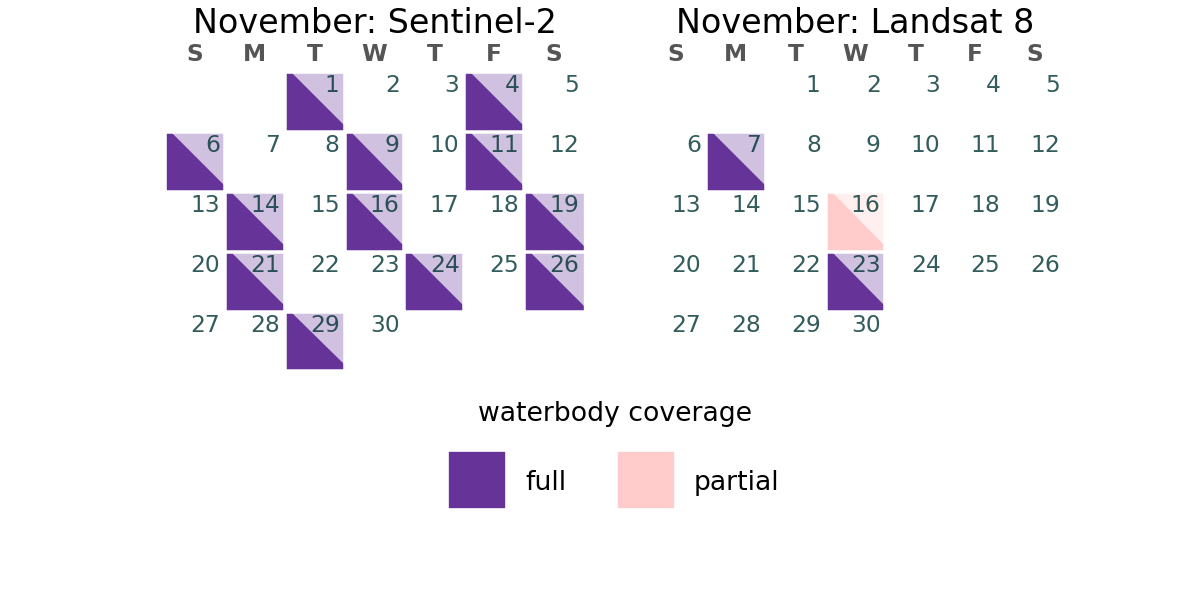 November: Sentinel-2
S M T W T F S
1 2 3 4 5
6 7 8 9 10 11 12
13 14 15 16 17 18 19
20 21 22 23 24 25 26
27 28 29 30
November: Landsat 8
S M T W T F S
1 2 3 4 5
6 7 8 9 10 11 12
13 14 15 16 17 18 19
20 21 22 23 24 25 26
27 28 29 30
waterbody coverage
full partial